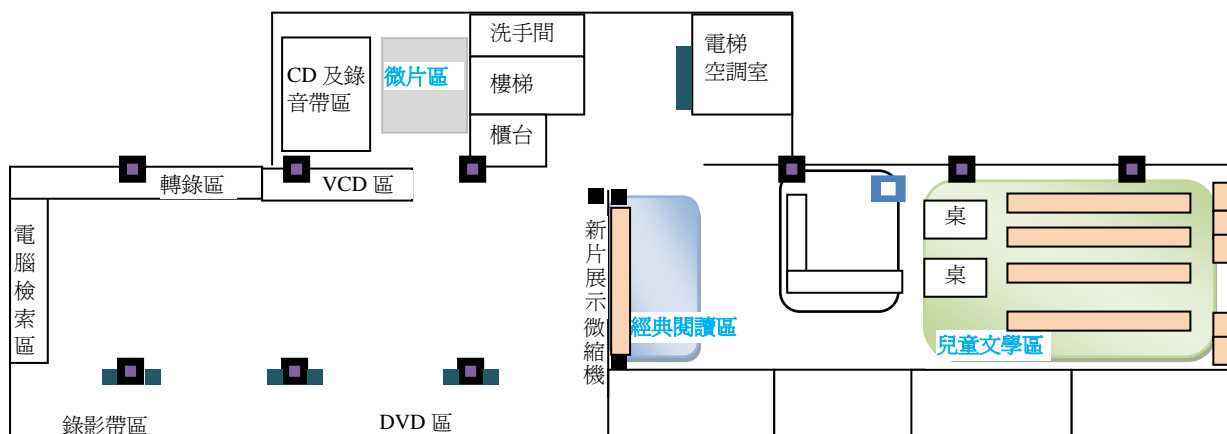 洗手間
電梯
空調室
CD 及錄
音帶區
微片區
樓梯
櫃台
轉錄區
VCD 區
桌
電腦檢索區
新片展示微縮機
桌
經典閱讀區
兒童文學區
錄影帶區
DVD 區